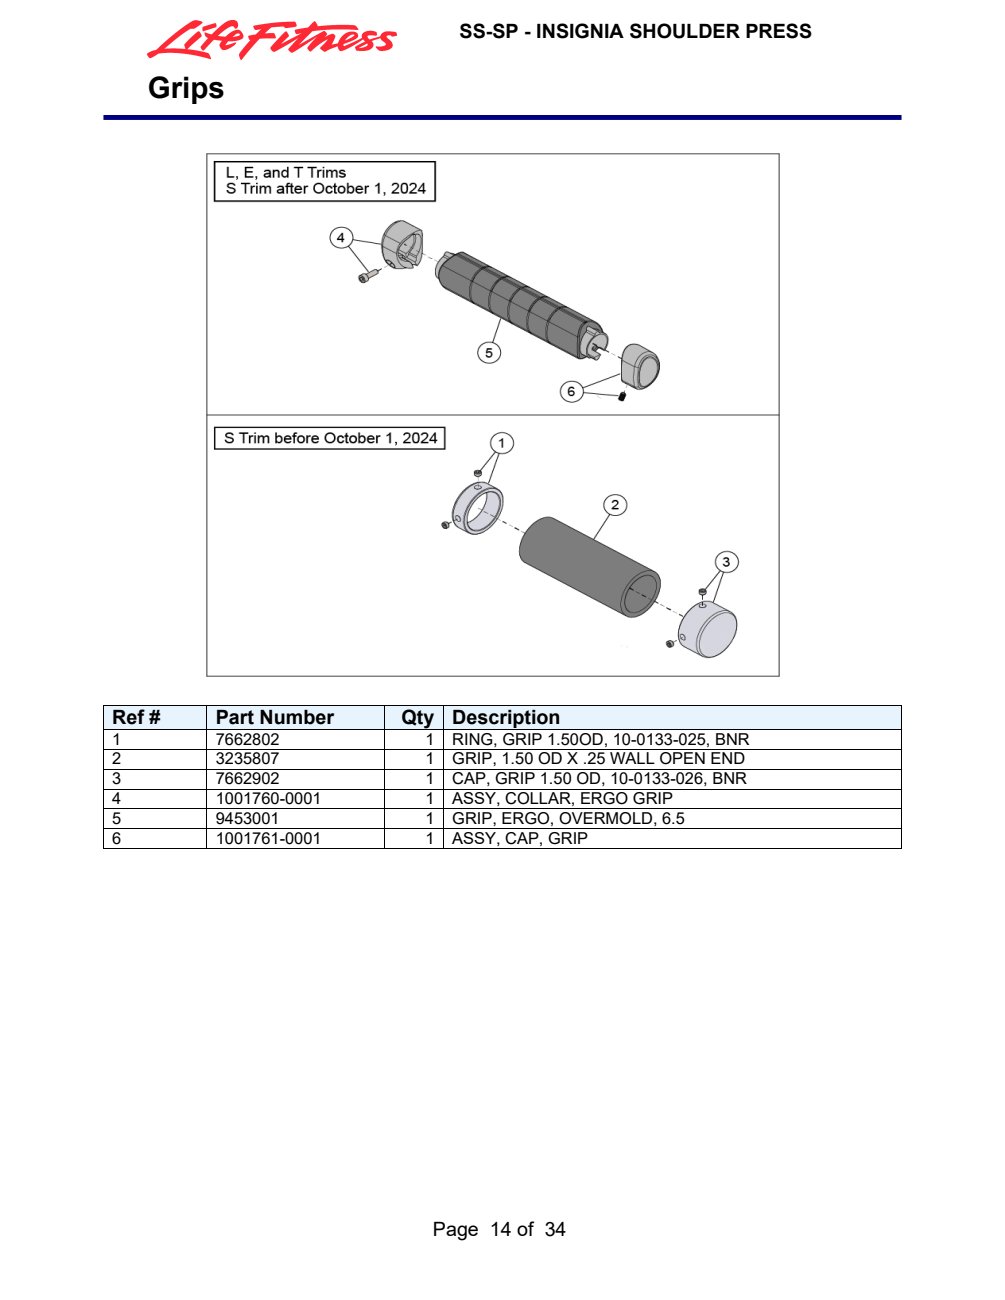 Life Fitness
SS-SP - INSIGNIA SHOULDER PRESS
Grips
L, E, and T Trims
S Trim after October 1, 2024
4
5
6
S Trim before October 1, 2024
1
2
3
Ref # Part Number Qty Description
1 7662802 1 RING, GRIP 1.50OD, 10-0133-025, BNR
2 3235807 1 GRIP, 1.50 OD X .25 WALL OPEN END
3 7662902 1 CAP, GRIP 1.50 OD, 10-0133-026, BNR
4 1001760-0001 1 ASSY, COLLAR, ERGO GRIP
5 9453001 1 GRIP, ERGO, OVERMOLD, 6.5
6 1001761-0001 1 ASSY, CAP, GRIP
Page 14 of 34